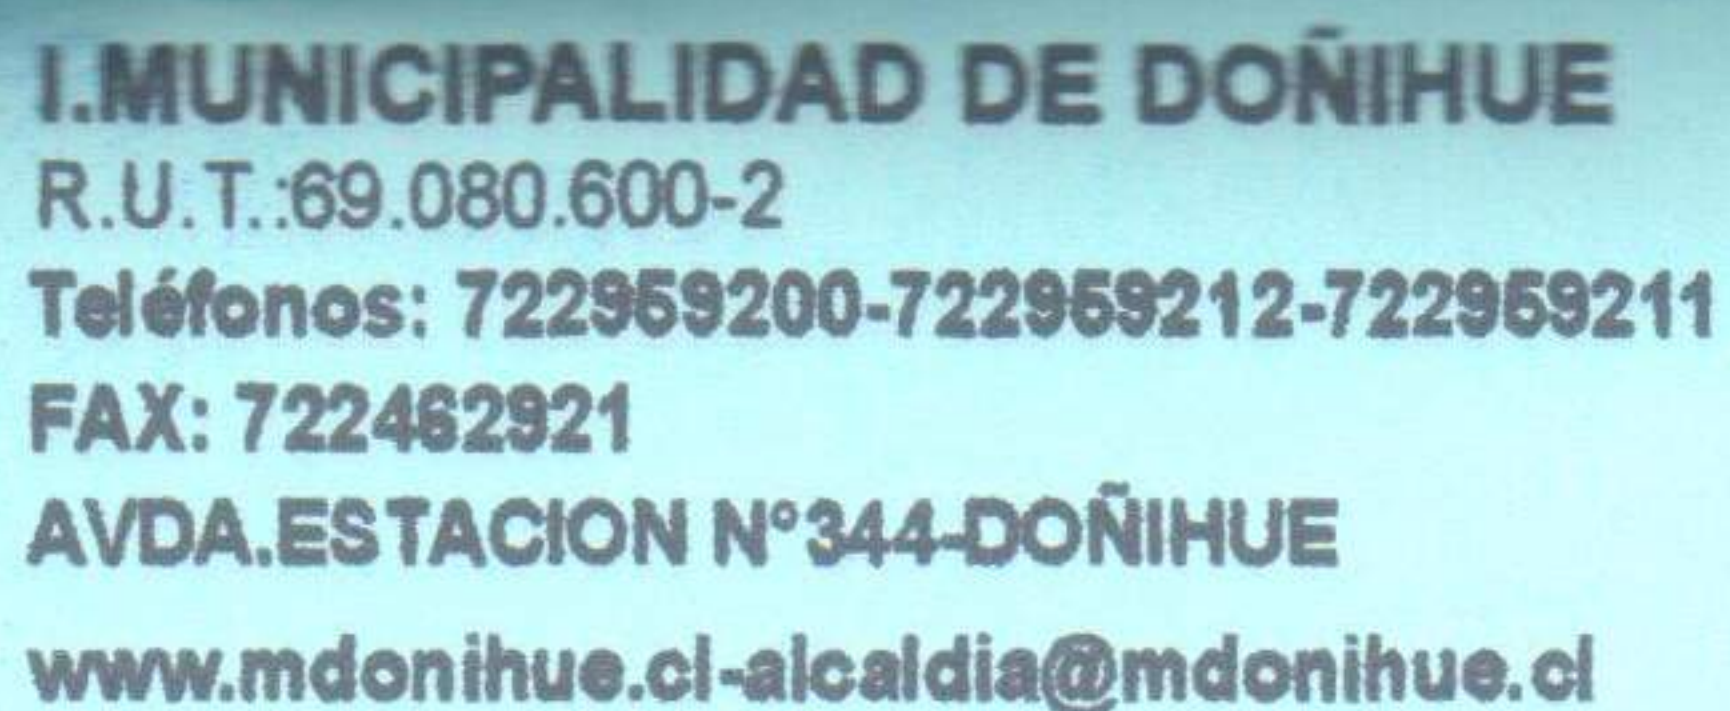 I.MUNICIPALIDAD DE DOÑIHUE
R.U.T.:69.080.600-2
Teléfonos: 722959200-722959212-722959211
FAX: 722462921
AVDA.ESTACION N°344-DOÑIHUE
www.mdonihue.cl-alcaldia@mdonihue.cl